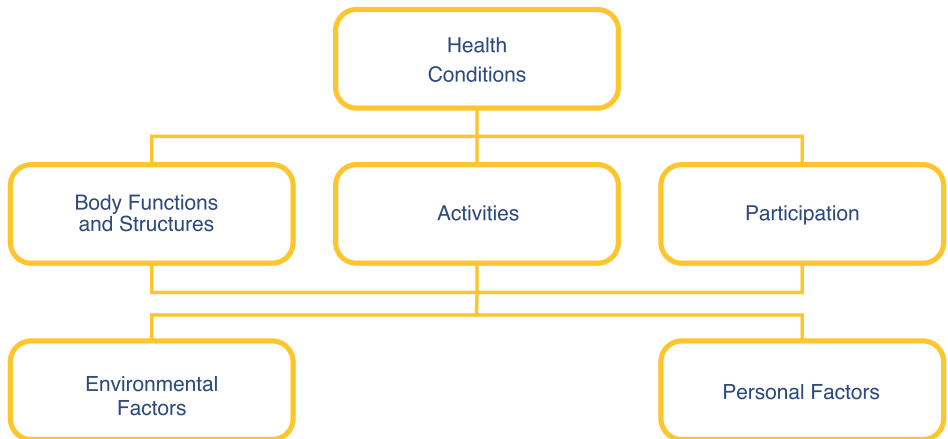 Health
Conditions
Body Functions
and Structures
Activities
Participation
Environmental
Factors
Personal Factors